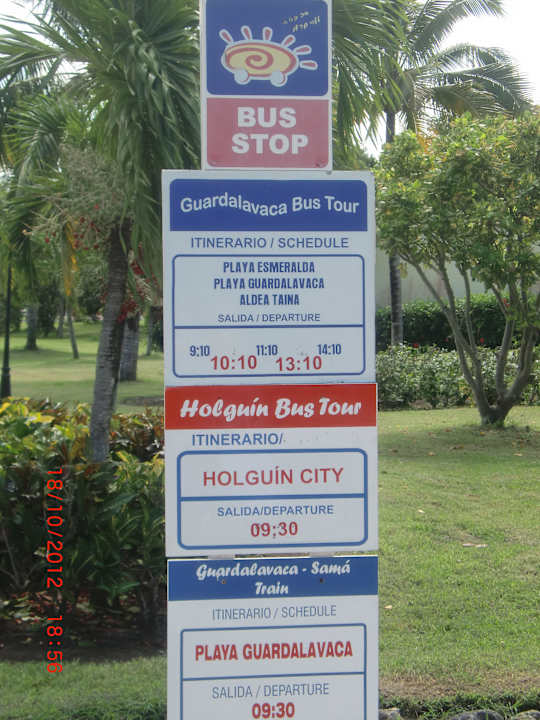 BUS
STOP
Guardalavaca Bus Tour
ITINERARIO / SCHEDULE
PLAYA ESMERALDA
PLAYA GUARDALAVACA
ALDEA TAINA
SALIDA / DEPARTURE
9:10 10:10 11:10 13:10 14:10
Holguín Bus Tour
ITINERARIO/
HOLGUÍN CITY
SALIDA/DEPARTURE
09;30
Guardalavaca - Samá
Train
ITINERARIO / SCHEDULE
PLAYA GUARDALAVACA
SALIDA / DEPARTURE
09:30
18/10/2012 18:56